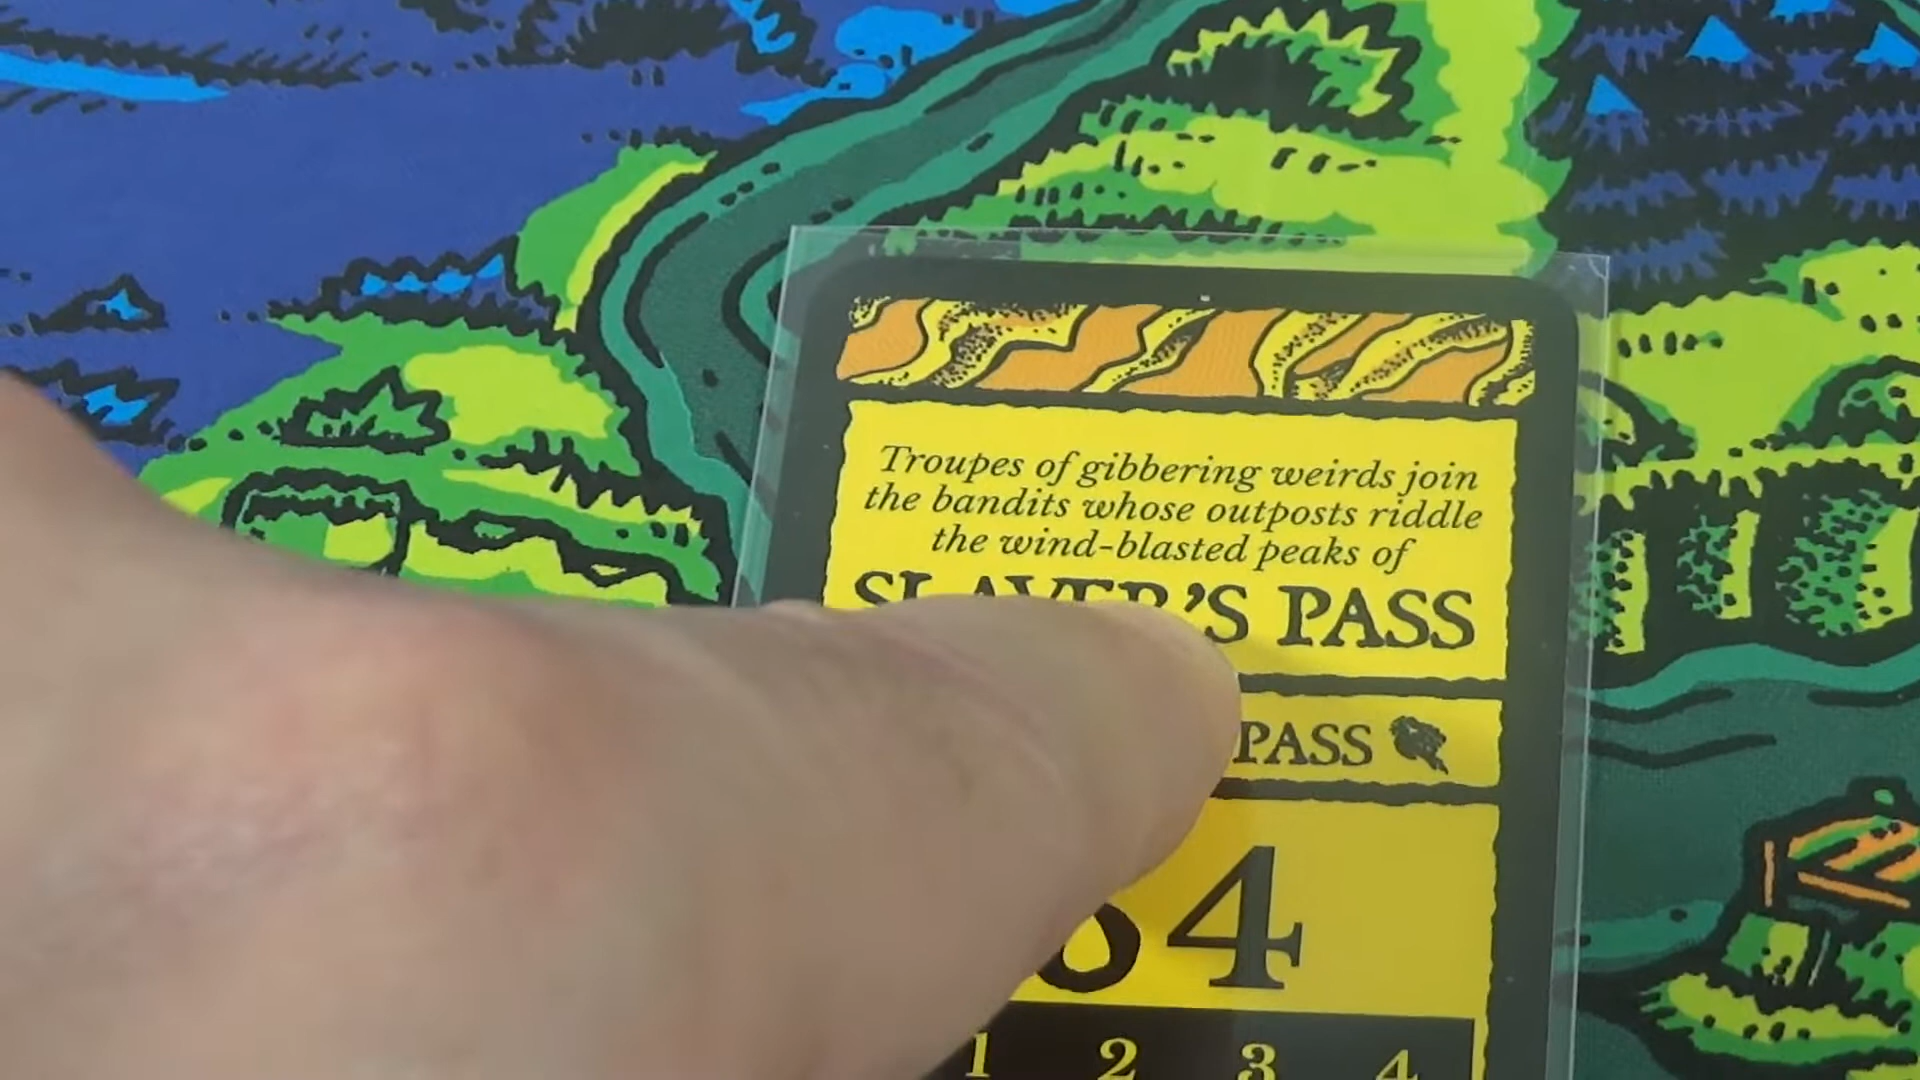 Troupes of gibbering weirds join
the bandits whose outposts riddle
the wind-blasted peaks of
SLAYER'S PASS
PASS
4
1 2 3 4